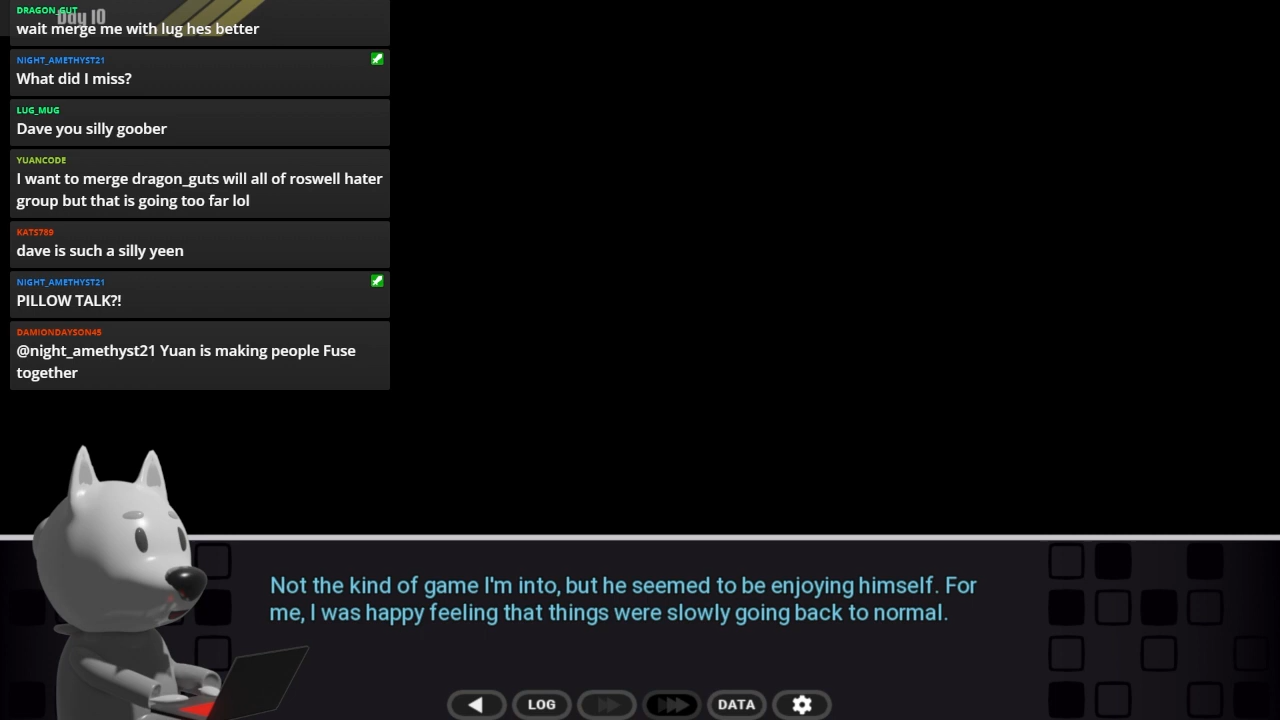 DRAGON_GUT
Day 10
wait merge me with lug hes better
NIGHT_AMETHYST21
What did I miss?
LUG_MUG
Dave you silly goober
YUANCODE
I want to merge dragon_guts will all of roswell hater
group but that is going too far lol
KATS789
dave is such a silly yeen
NIGHT_AMETHYST21
PILLOW TALK?!
DAMIONDAYSON45
@night_amethyst21 Yuan is making people Fuse
together
Not the kind of game I'm into, but he seemed to be enjoying himself. For
me, I was happy feeling that things were slowly going back to normal.
LOG
DATA